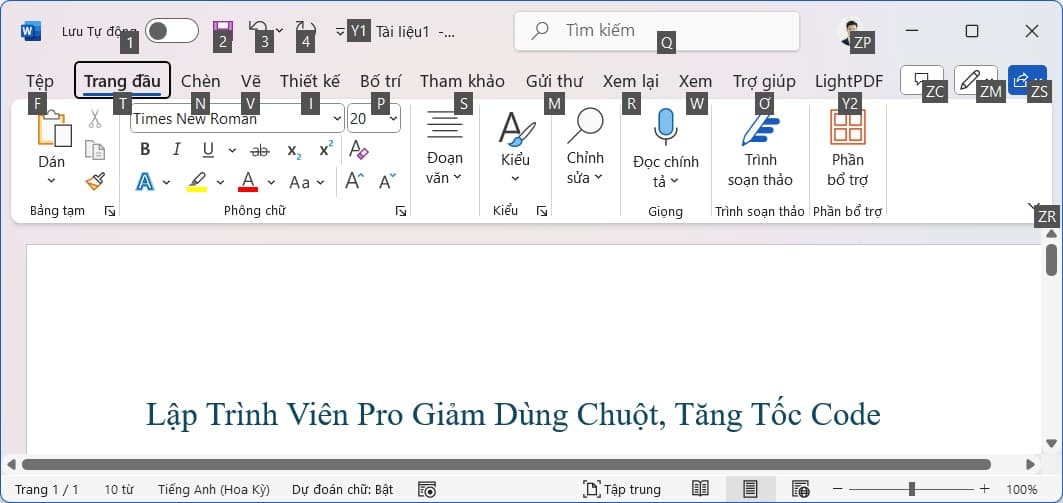 Lưu Tự động 1 2 3 4 Y1 Tài liệu1 -... Tìm kiếm Q ZP
Tệp Trang đầu Chèn Vẽ Thiết kế Bố trí Tham khảo Gửi thư Xem lại Xem Trợ giúp LightPDF ZC ZM ZS
F T N V I P S M R W Ơ Y2
Times New Roman 20
Dán
B I U ab x2 x2 A
A A Aa A A
Đoạn văn
Kiểu
Chỉnh sửa
Đọc chính tả
Trình soạn thảo
Phần bổ trợ
Bảng tạm Phông chữ Kiểu Giọng Trình soạn thảo Phần bổ trợ ZR
Lập Trình Viên Pro Giảm Dùng Chuột, Tăng Tốc Code
Trang 1 / 1 10 từ Tiếng Anh (Hoa Kỳ) Dự đoán chữ: Bật Tập trung 100%